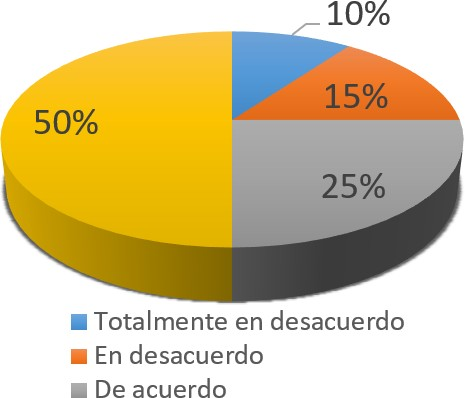 10%
15%
50%
25%
Totalmente en desacuerdo
En desacuerdo
De acuerdo